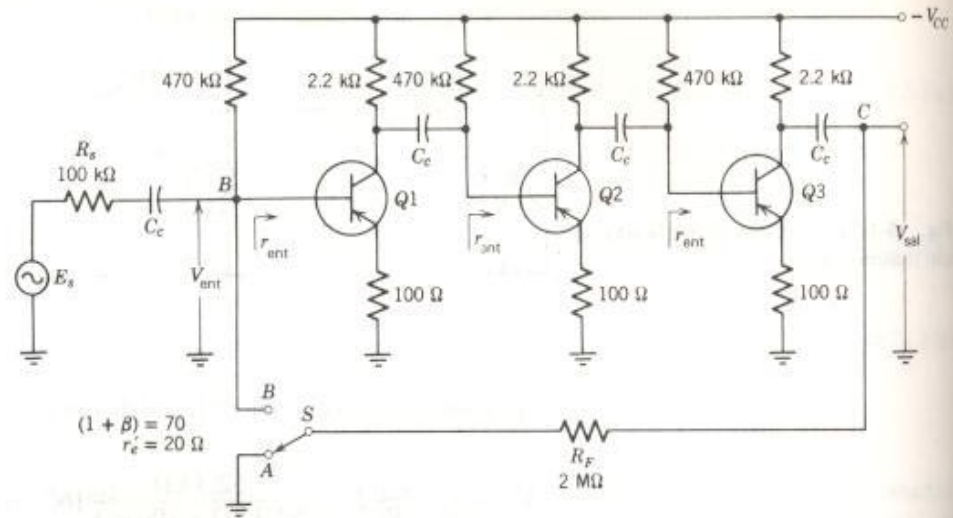 − V_CC
470 kΩ
2.2 kΩ
470 kΩ
2.2 kΩ
470 kΩ
2.2 kΩ
C
C_c
C_c
C_c
R_s
100 kΩ
B
Q1
Q2
Q3
C_c
r_ent
r_ent
r_ent
V_sal
E_s
V_ent
100 Ω
100 Ω
100 Ω
B
(1 + β) = 70
S
r'_e = 20 Ω
A
R_F
2 MΩ